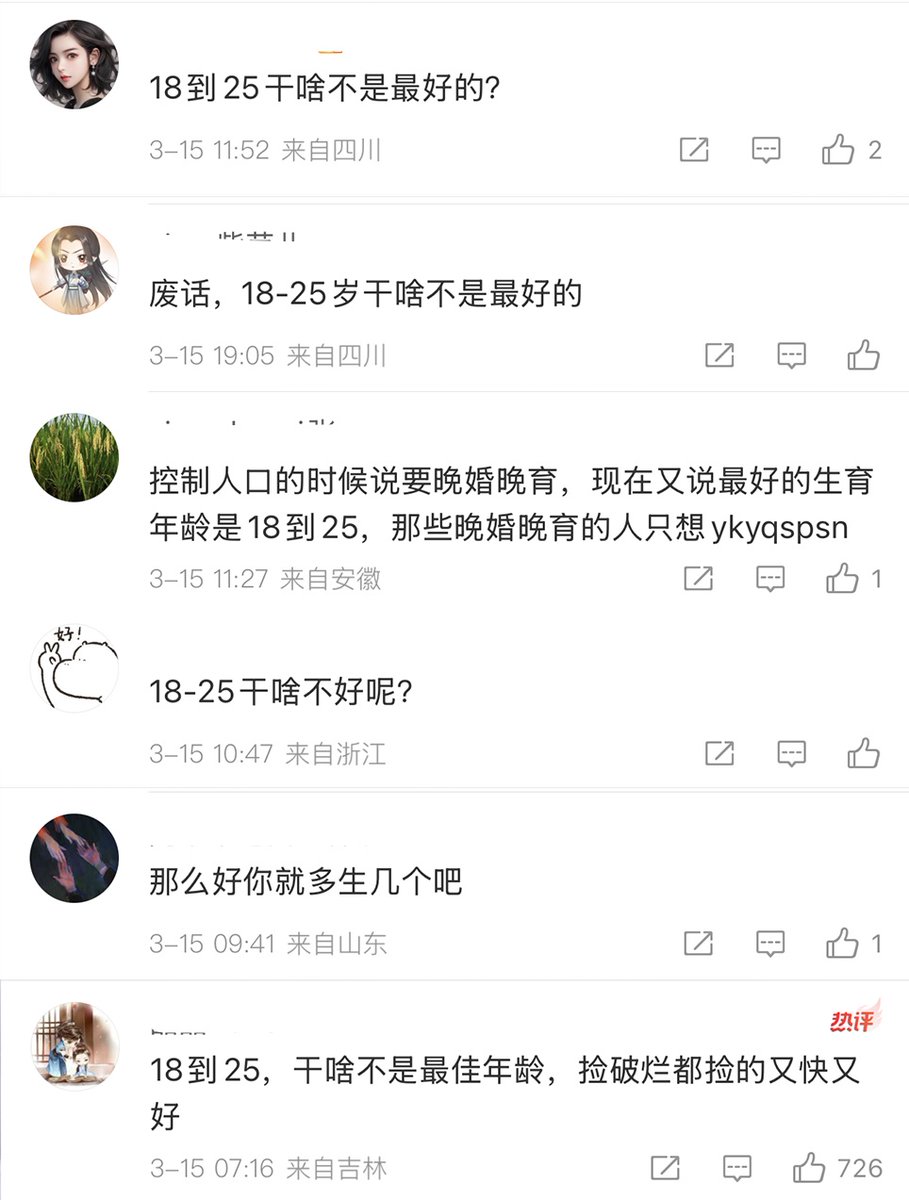 18到25干啥不是最好的?
3-15 11:52 来自四川
2
废话，18-25岁干啥不是最好的
3-15 19:05 来自四川
控制人口的时候说要晚婚晚育，现在又说最好的生育
年龄是18到25，那些晚婚晚育的人只想ykyqspsn
3-15 11:27 来自安徽
1
好!
18-25干啥不好呢?
3-15 10:47 来自浙江
那么好你就多生几个吧
3-15 09:41 来自山东
1
热评
18到25，干啥不是最佳年龄，捡破烂都捡的又快又
好
3-15 07:16 来自吉林
726